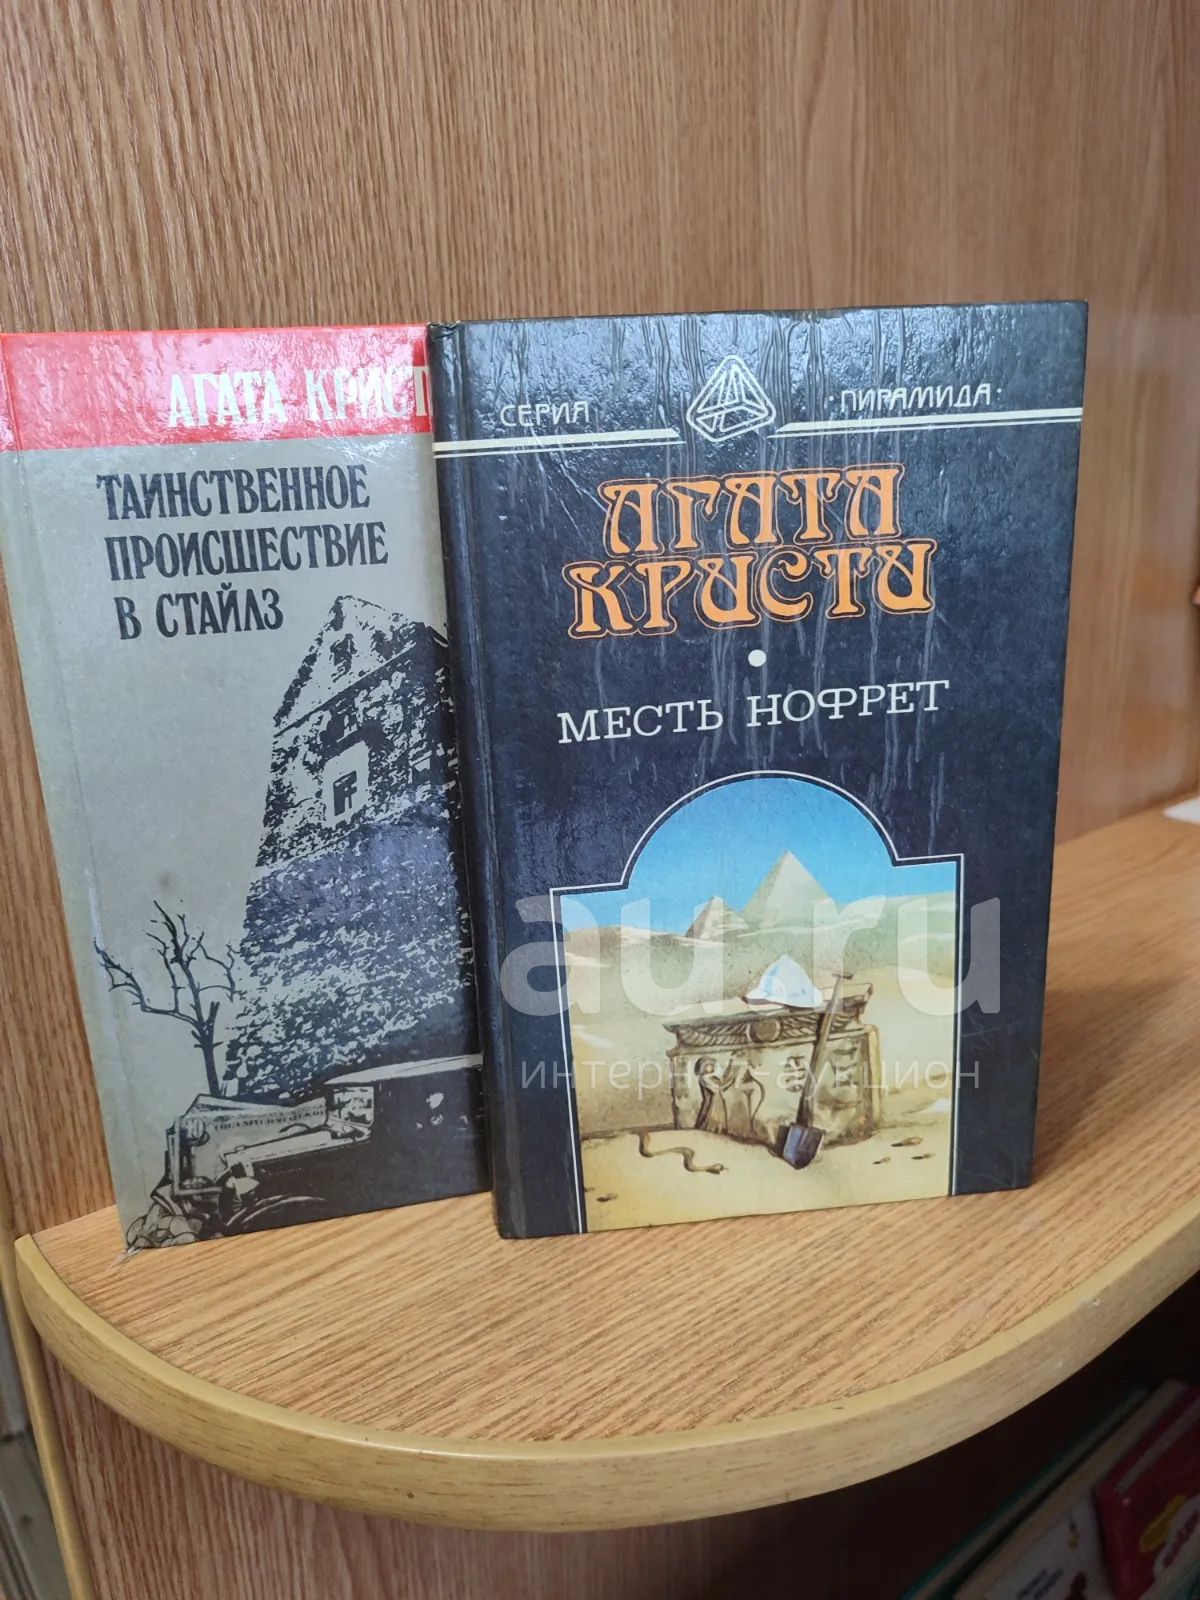 АГАТА КРИСТ
ТАИНСТВЕННОЕ
ПРОИСШЕСТВИЕ
В СТАЙЛЗ
СЕРИЯ
·ПИРАМИДА·
АГАТА
КРИСТИ
МЕСТЬ НОФРЕТ
au.ru
интернет-аукцион